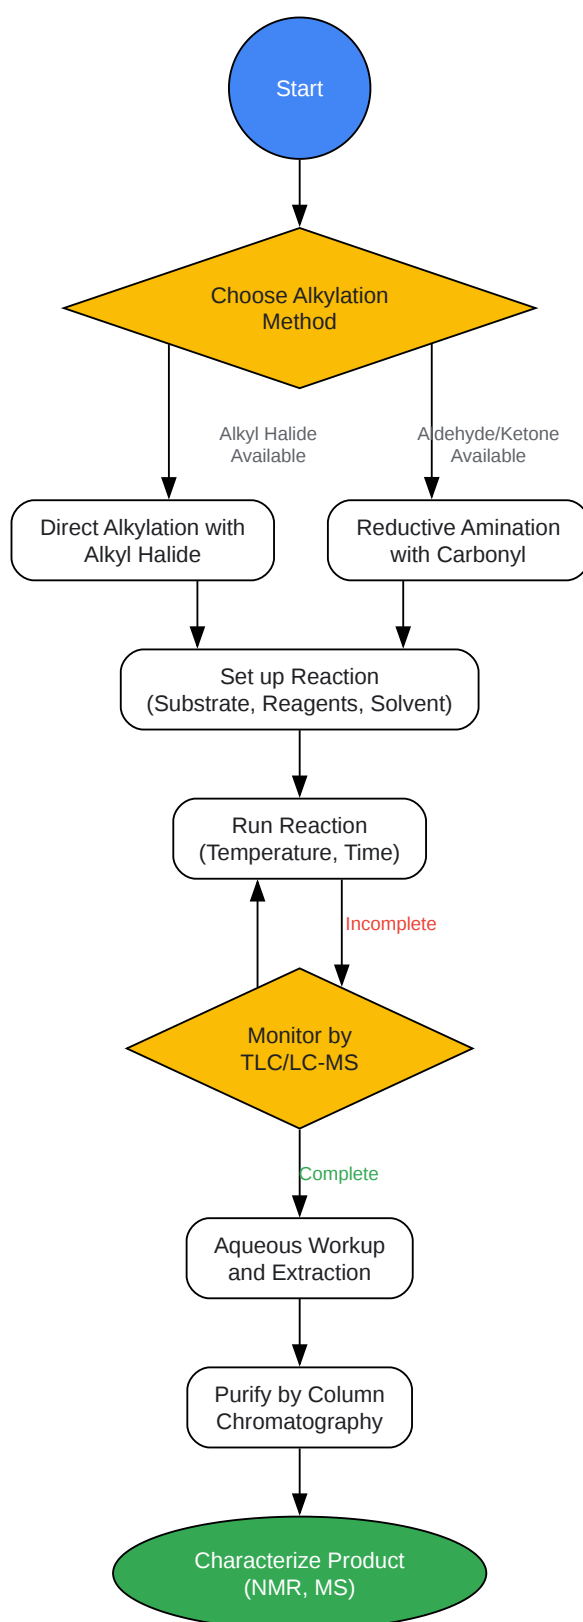 Start
Choose Alkylation
Method
Alkyl Halide
Available
Aldehyde/Ketone
Available
Direct Alkylation with
Alkyl Halide
Reductive Amination
with Carbonyl
Set up Reaction
(Substrate, Reagents, Solvent)
Run Reaction
(Temperature, Time)
Incomplete
Monitor by
TLC/LC-MS
Complete
Aqueous Workup
and Extraction
Purify by Column
Chromatography
Characterize Product
(NMR, MS)